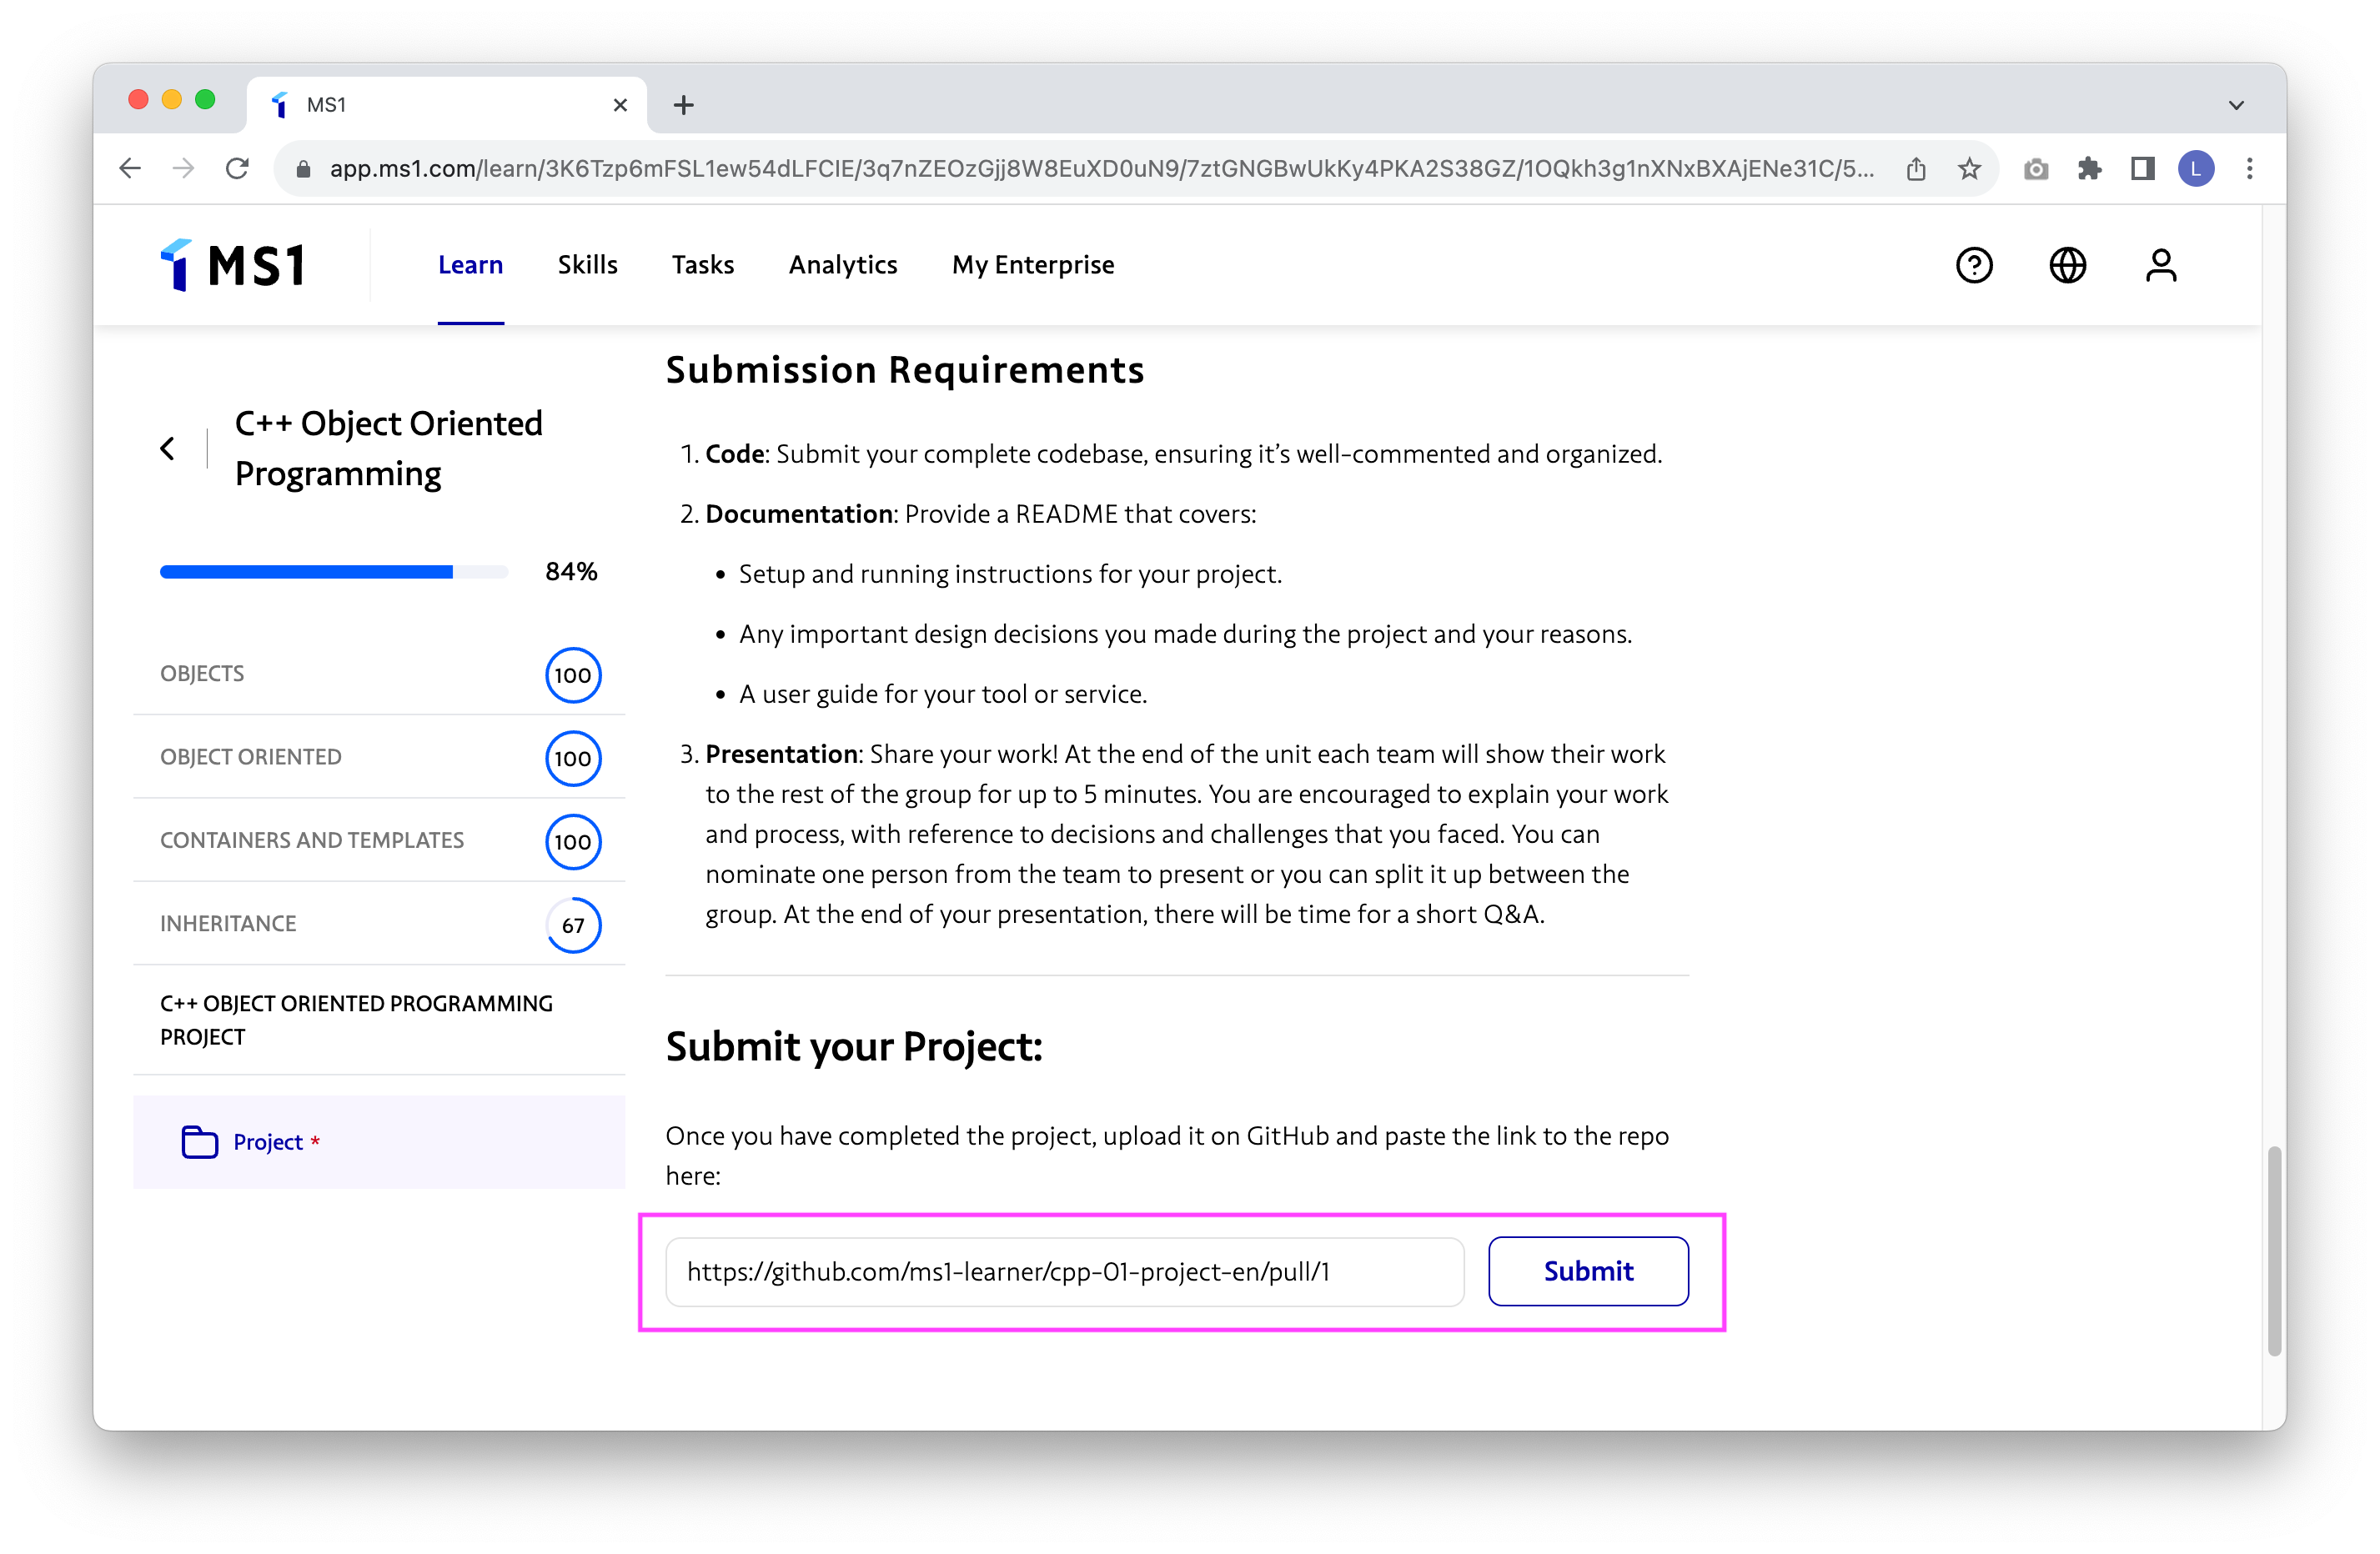 MS1
app.ms1.com/learn/3K6Tzp6mFSL1ew54dLFCIE/3q7nZEOzGjj8W8EuXD0uN9/7ztGNGBwUkKy4PKA2S38GZ/1OQkh3g1nXNxBXAjENe31C/5...
L
MS1
Learn
Skills
Tasks
Analytics
My Enterprise
C++ Object Oriented
Programming
84%
OBJECTS
100
OBJECT ORIENTED
100
CONTAINERS AND TEMPLATES
100
INHERITANCE
67
C++ OBJECT ORIENTED PROGRAMMING
PROJECT
Project *
Submission Requirements
1. Code: Submit your complete codebase, ensuring it’s well-commented and organized.
2. Documentation: Provide a README that covers:
• Setup and running instructions for your project.
• Any important design decisions you made during the project and your reasons.
• A user guide for your tool or service.
3. Presentation: Share your work! At the end of the unit each team will show their work
to the rest of the group for up to 5 minutes. You are encouraged to explain your work
and process, with reference to decisions and challenges that you faced. You can
nominate one person from the team to present or you can split it up between the
group. At the end of your presentation, there will be time for a short Q&A.
Submit your Project:
Once you have completed the project, upload it on GitHub and paste the link to the repo
here:
https://github.com/ms1-learner/cpp-01-project-en/pull/1
Submit